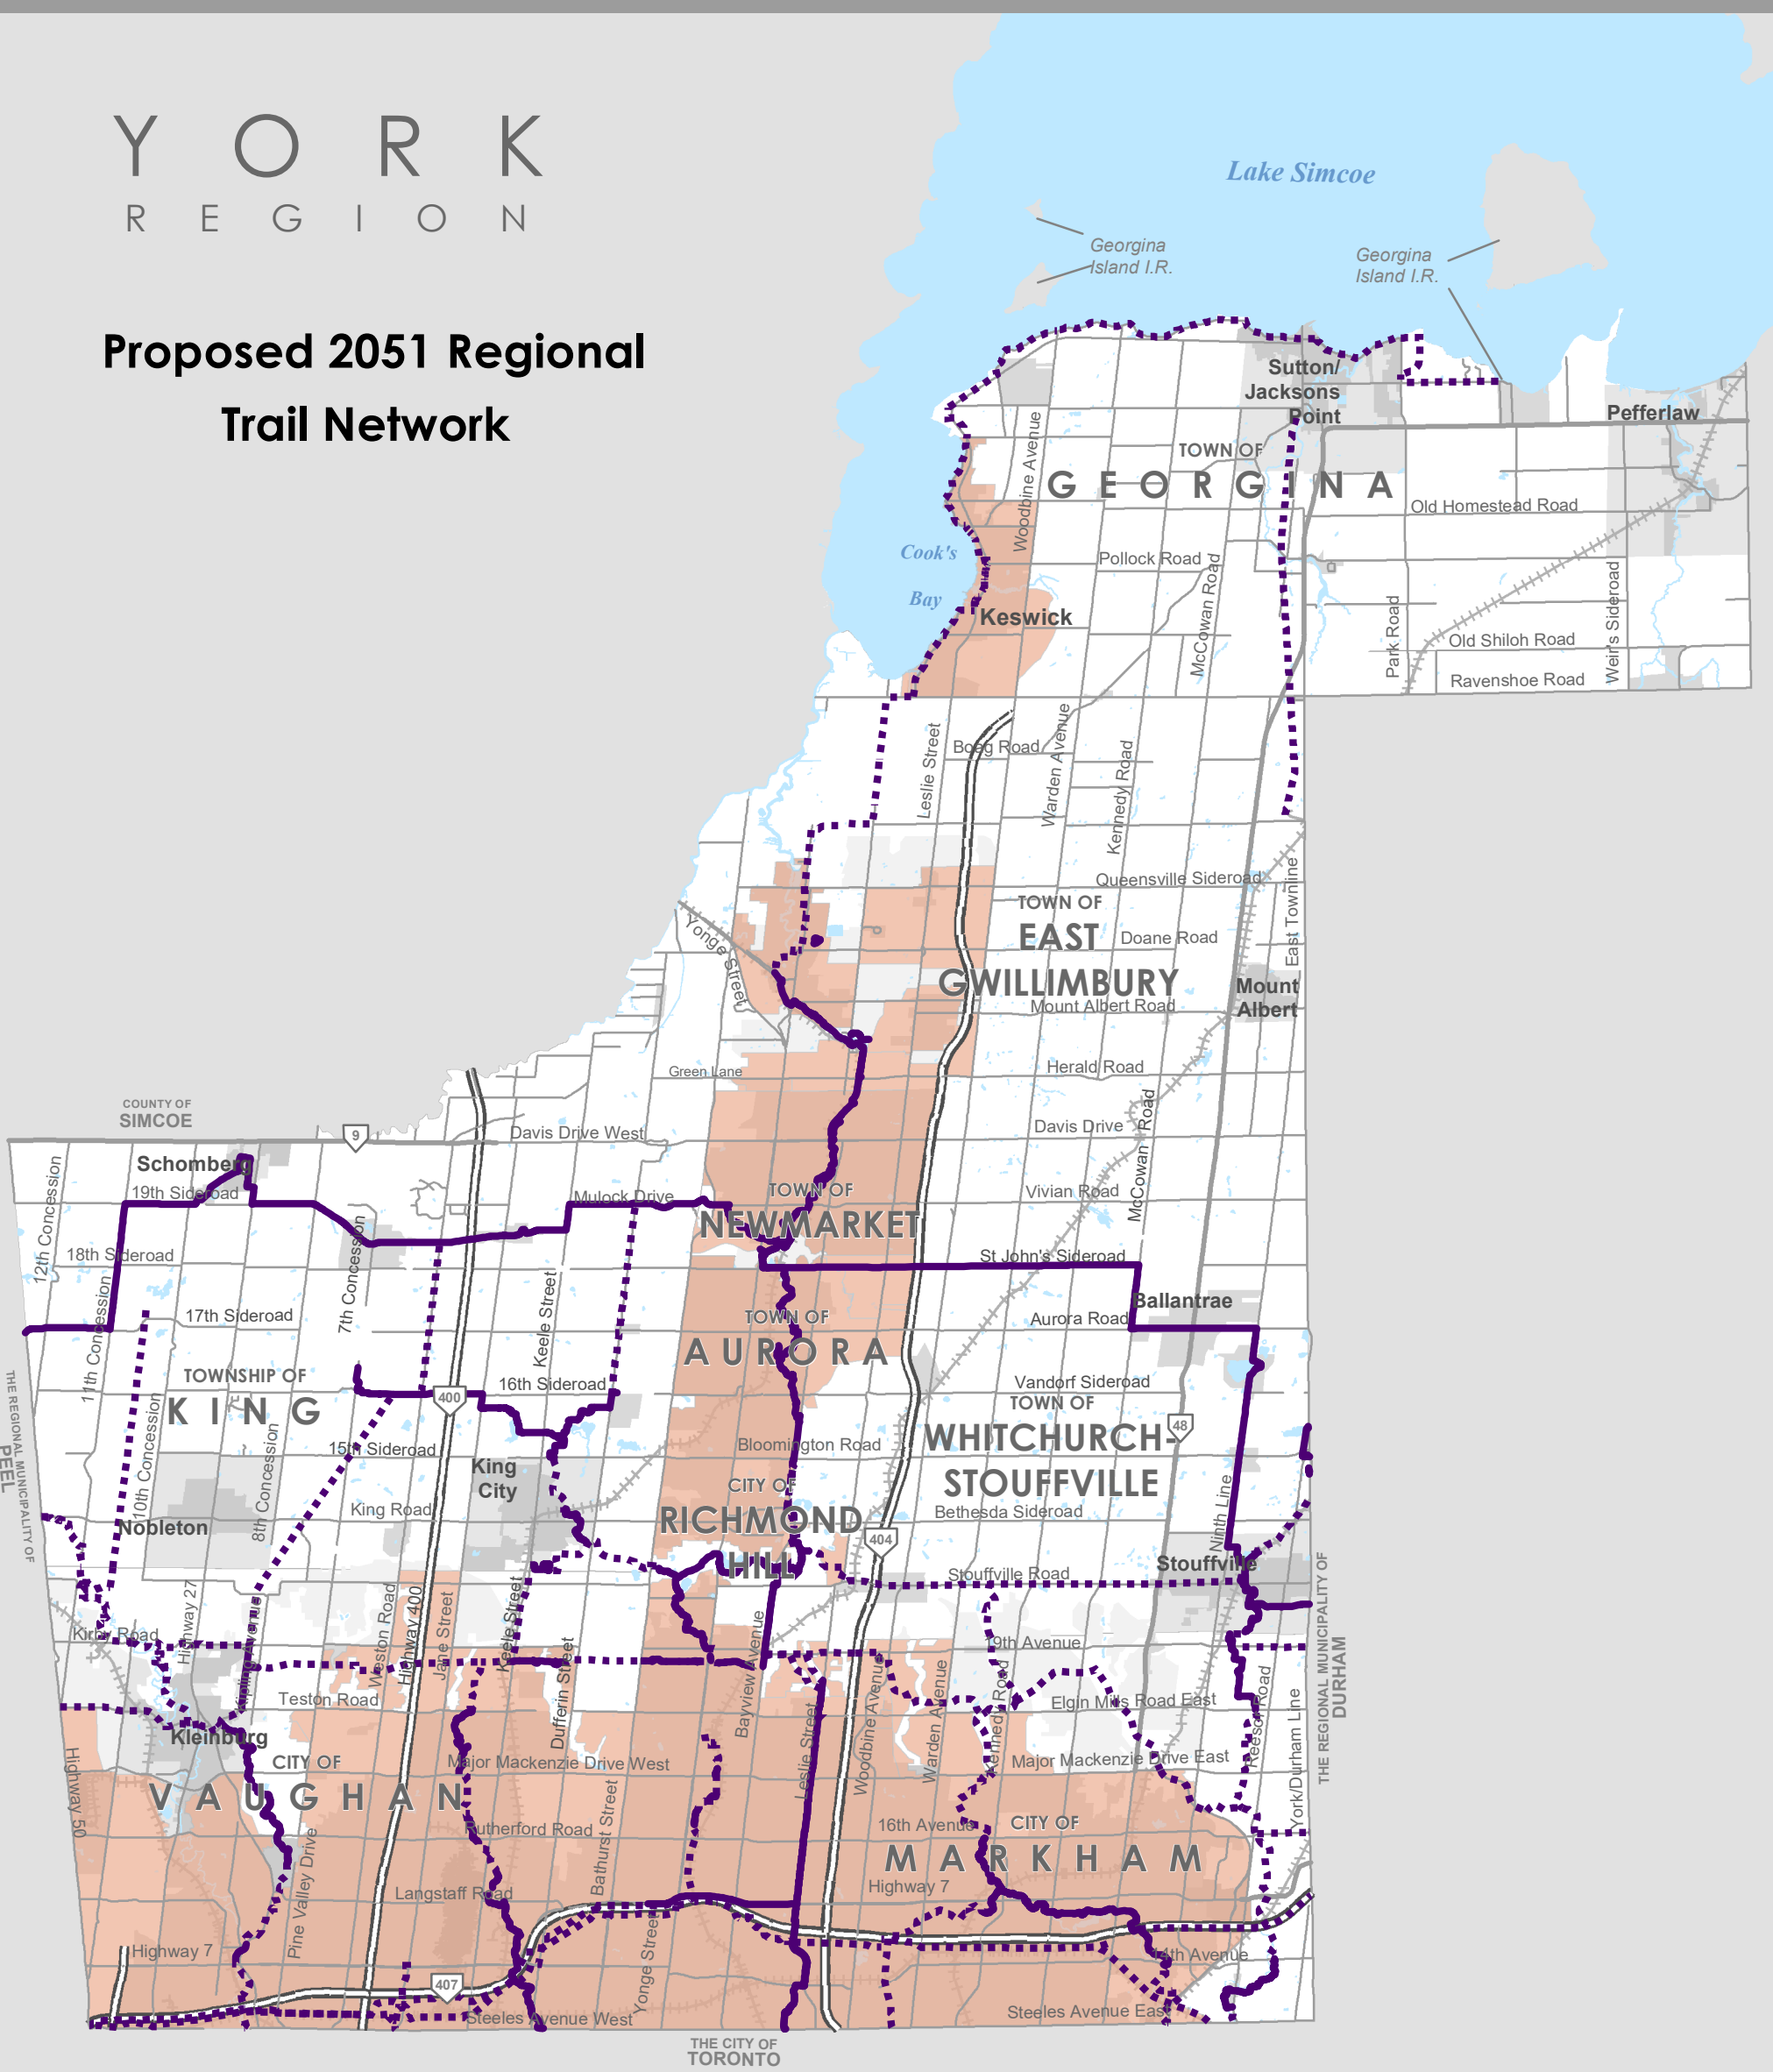 YORK
REGION
Proposed 2051 Regional
Trail Network
Lake Simcoe
Georgina
Island I.R.
Georgina
Island I.R.
Sutton/
Jacksons
Point
Pefferlaw
TOWN OF
GEORGINA
Woodbine Avenue
Old Homestead Road
Cook's
Bay
Pollock Road
McCowan Road
Keswick
Park Road
Old Shiloh Road
Weir's Sideroad
Ravenshoe Road
Leslie Street
Boag Road
Warden Avenue
Kennedy Road
Queensville Sideroad
East Townline
TOWN OF
EAST
GWILLIMBURY
Doane Road
Yonge Street
Mount Albert Road
Mount
Albert
Green Lane
Herald Road
COUNTY OF
SIMCOE
9
Davis Drive West
Davis Drive
McCowan Road
Schomberg
19th Sideroad
12th Concession
Mulock Drive
TOWN OF
NEWMARKET
Vivian Road
18th Sideroad
St John's Sideroad
7th Concession
Keele Street
11th Concession
17th Sideroad
TOWN OF
AURORA
Aurora Road
Ballantrae
TOWNSHIP OF
KING
16th Sideroad
400
Vandorf Sideroad
TOWN OF
WHITCHURCH-
STOUFFVILLE
48
THE REGIONAL MUNICIPALITY OF
PEEL
10th Concession
8th Concession
15th Sideroad
King
City
Bloomington Road
CITY OF
RICHMOND
HILL
King Road
Nobleton
404
Bethesda Sideroad
Ninth Line
Stouffville
Stouffville Road
THE REGIONAL MUNICIPALITY OF
DURHAM
Kirby Road
Highway 27
Kipling Avenue
Weston Road
Highway 400
Jane Street
Keele Street
Dufferin Street
Bayview Avenue
19th Avenue
Teston Road
Leslie Street
Woodbine Avenue
Warden Avenue
Kennedy Road
Elgin Mills Road East
Reesor Road
York/Durham Line
Kleinburg
CITY OF
VAUGHAN
Highway 50
Major Mackenzie Drive West
Major Mackenzie Drive East
Rutherford Road
Bathurst Street
16th Avenue
CITY OF
MARKHAM
Pine Valley Drive
Langstaff Road
Highway 7
Highway 7
Yonge Street
14th Avenue
407
Steeles Avenue West
Steeles Avenue East
THE CITY OF
TORONTO